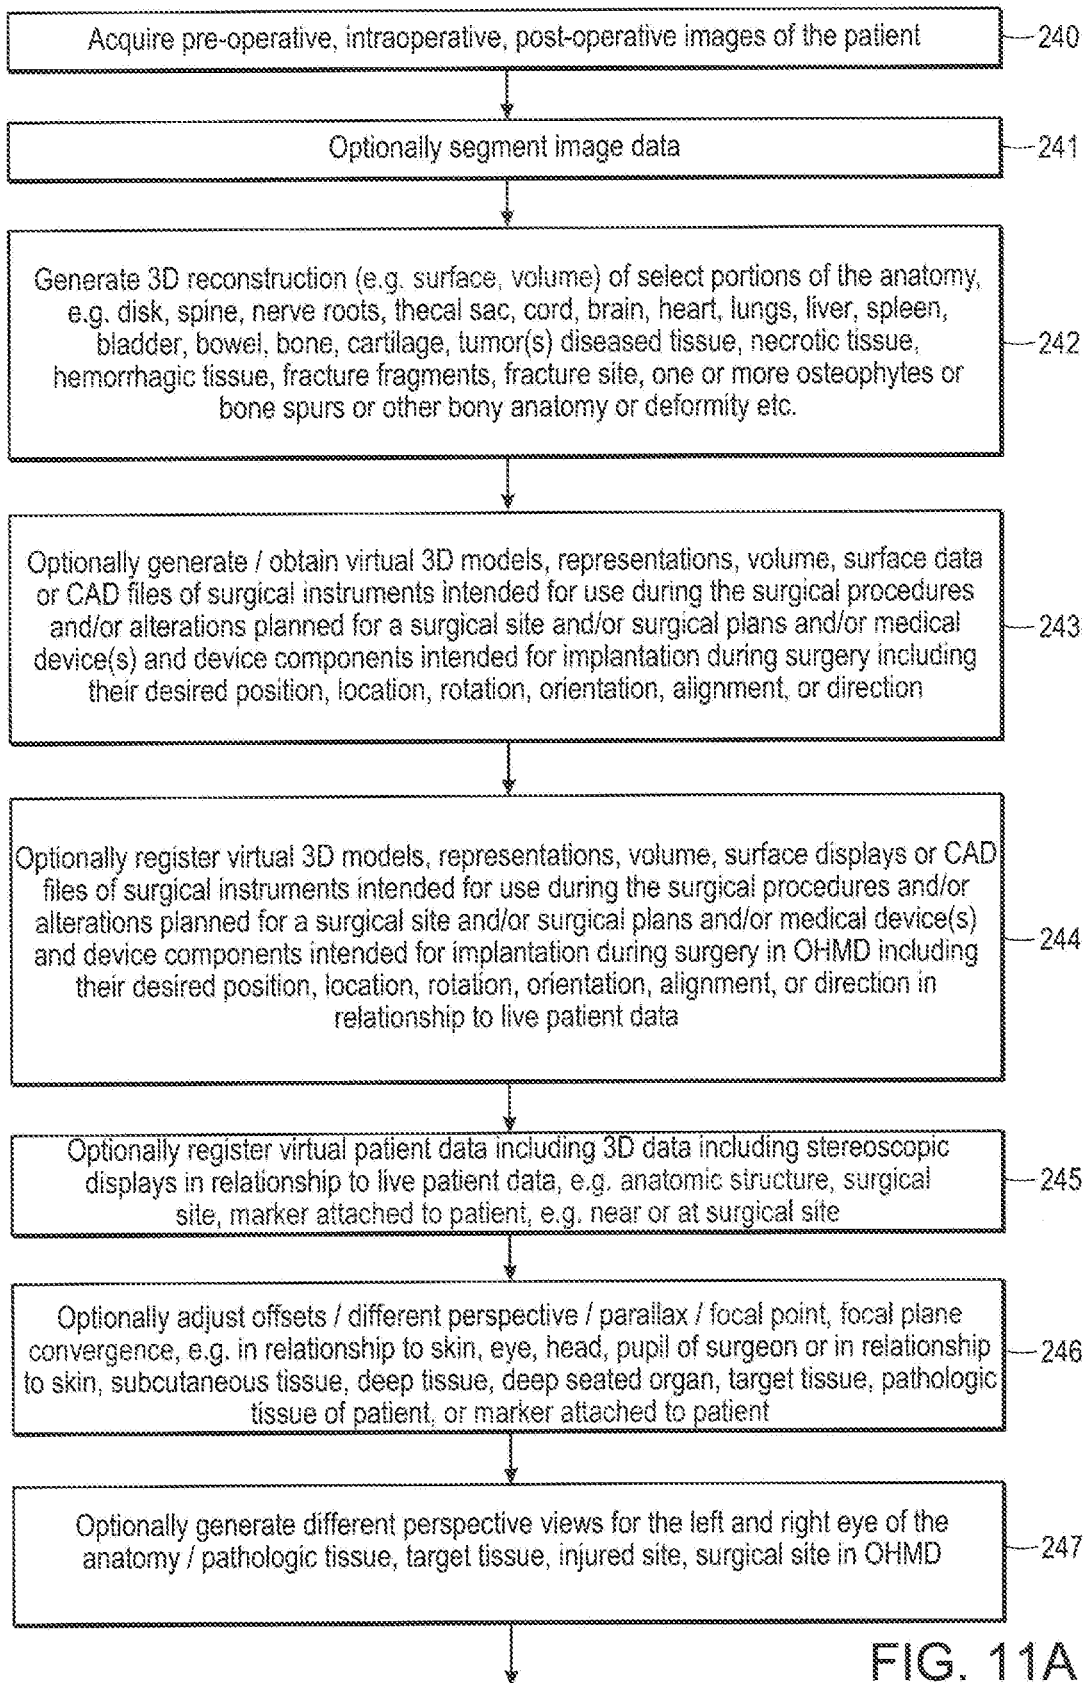 Acquire pre-operative, intraoperative, post-operative images of the patient
240
Optionally segment image data
241
Generate 3D reconstruction (e.g. surface, volume) of select portions of the anatomy,
e.g. disk, spine, nerve roots, thecal sac, cord, brain, heart, lungs, liver, spleen,
bladder, bowel, bone, cartilage, tumor(s) diseased tissue, necrotic tissue,
hemorrhagic tissue, fracture fragments, fracture site, one or more osteophytes or
bone spurs or other bony anatomy or deformity etc.
242
Optionally generate / obtain virtual 3D models, representations, volume, surface data
or CAD files of surgical instruments intended for use during the surgical procedures
and/or alterations planned for a surgical site and/or surgical plans and/or medical
device(s) and device components intended for implantation during surgery including
their desired position, location, rotation, orientation, alignment, or direction
243
Optionally register virtual 3D models, representations, volume, surface displays or CAD
files of surgical instruments intended for use during the surgical procedures and/or
alterations planned for a surgical site and/or surgical plans and/or medical device(s)
and device components intended for implantation during surgery in OHMD including
their desired position, location, rotation, orientation, alignment, or direction in
relationship to live patient data
244
Optionally register virtual patient data including 3D data including stereoscopic
displays in relationship to live patient data, e.g. anatomic structure, surgical
site, marker attached to patient, e.g. near or at surgical site
245
Optionally adjust offsets / different perspective / parallax / focal point, focal plane
convergence, e.g. in relationship to skin, eye, head, pupil of surgeon or in relationship
to skin, subcutaneous tissue, deep tissue, deep seated organ, target tissue, pathologic
tissue of patient, or marker attached to patient
246
Optionally generate different perspective views for the left and right eye of the
anatomy / pathologic tissue, target tissue, injured site, surgical site in OHMD
247
FIG. 11A